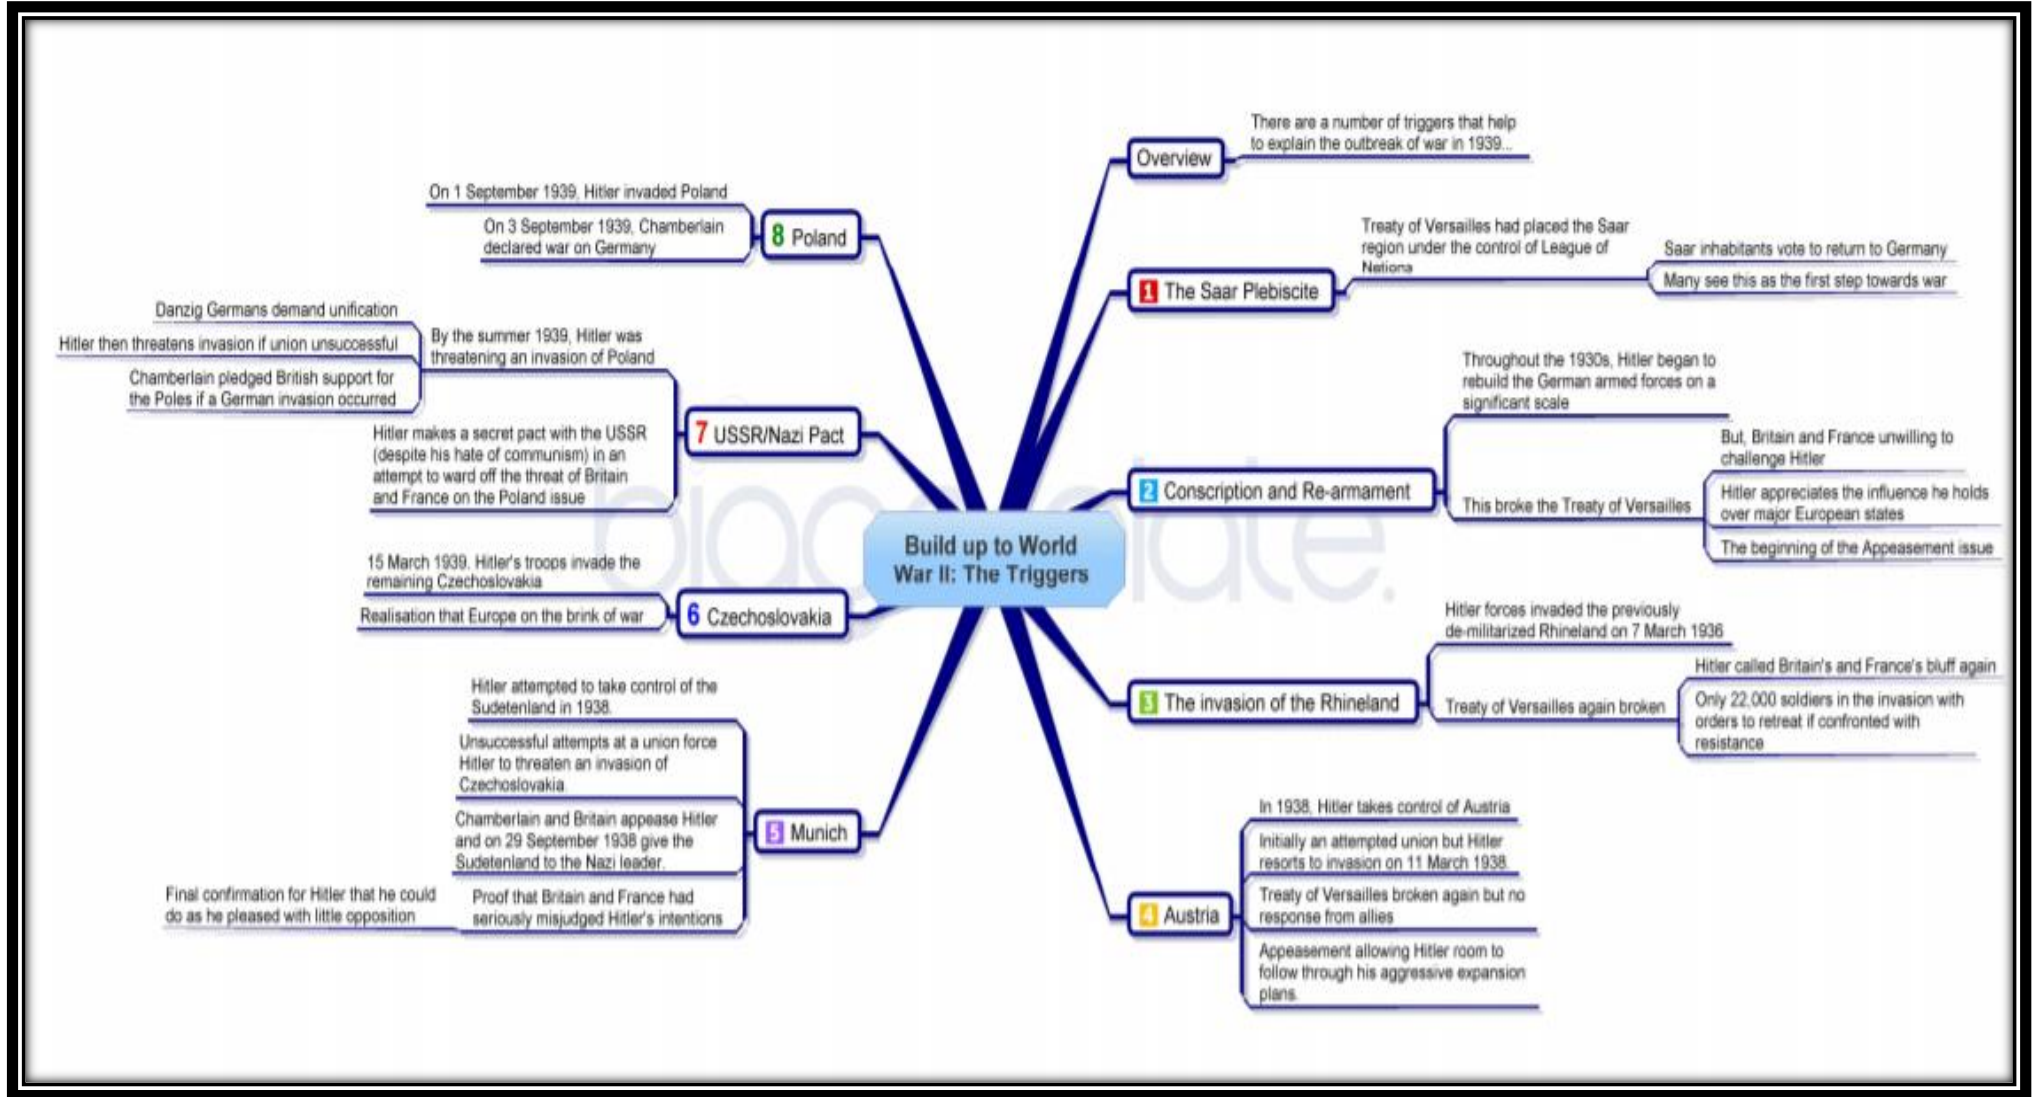 Build up to World
War II: The Triggers
Overview
There are a number of triggers that help
to explain the outbreak of war in 1939...
1 The Saar Plebiscite
Treaty of Versailles had placed the Saar
region under the control of League of
Nations
Saar inhabitants vote to return to Germany
Many see this as the first step towards war
2 Conscription and Re-armament
Throughout the 1930s, Hitler began to
rebuild the German armed forces on a
significant scale
This broke the Treaty of Versailles
But, Britain and France unwilling to
challenge Hitler
Hitler appreciates the influence he holds
over major European states
The beginning of the Appeasement issue
3 The invasion of the Rhineland
Hitler forces invaded the previously
de-militarized Rhineland on 7 March 1936
Treaty of Versailles again broken
Hitler called Britain's and France's bluff again
Only 22,000 soldiers in the invasion with
orders to retreat if confronted with
resistance
4 Austria
In 1938, Hitler takes control of Austria
Initially an attempted union but Hitler
resorts to invasion on 11 March 1938.
Treaty of Versailles broken again but no
response from allies
Appeasement allowing Hitler room to
follow through his aggressive expansion
plans.
5 Munich
Hitler attempted to take control of the
Sudetenland in 1938.
Unsuccessful attempts at a union force
Hitler to threaten an invasion of
Czechoslovakia.
Chamberlain and Britain appease Hitler
and on 29 September 1938 give the
Sudetenland to the Nazi leader.
Proof that Britain and France had
seriously misjudged Hitler's intentions
Final confirmation for Hitler that he could
do as he pleased with little opposition
6 Czechoslovakia
15 March 1939. Hitler's troops invade the
remaining Czechoslovakia
Realisation that Europe on the brink of war
7 USSR/Nazi Pact
By the summer 1939, Hitler was
threatening an invasion of Poland
Danzig Germans demand unification
Hitler then threatens invasion if union unsuccessful
Chamberlain pledged British support for
the Poles if a German invasion occurred
Hitler makes a secret pact with the USSR
(despite his hate of communism) in an
attempt to ward off the threat of Britain
and France on the Poland issue
8 Poland
On 1 September 1939, Hitler invaded Poland
On 3 September 1939, Chamberlain
declared war on Germany